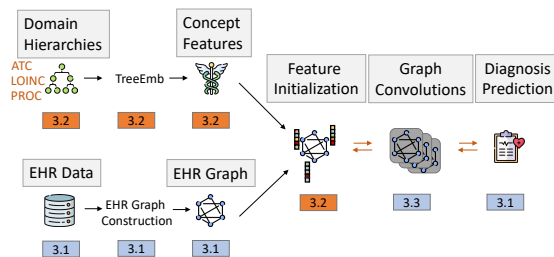 Domain
Hierarchies
Concept
Features
ATC
LOINC
PROC
TreeEmb
3.2
3.2
3.2
Feature
Initialization
Graph
Convolutions
Diagnosis
Prediction
3.2
3.3
3.1
EHR Data
EHR Graph
EHR Graph
Construction
3.1
3.1
3.1